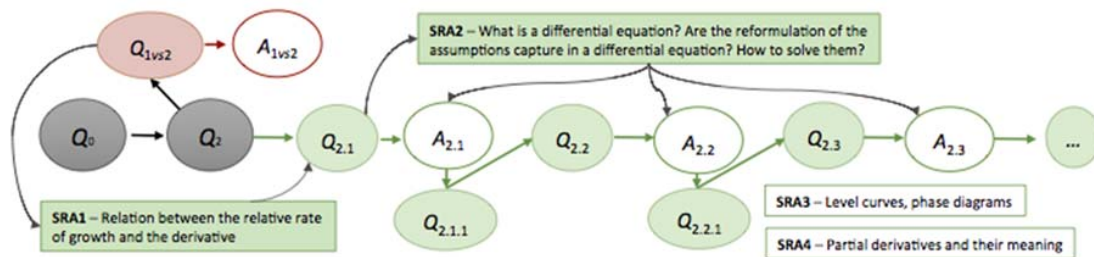 Q1vs2
A1vs2
SRA2 – What is a differential equation? Are the reformulation of the
assumptions capture in a differential equation? How to solve them?
Q0
Q2
Q2.1
A2.1
Q2.2
A2.2
Q2.3
A2.3
...
SRA1 – Relation between the relative rate
of growth and the derivative
Q2.1.1
Q2.2.1
SRA3 – Level curves, phase diagrams
SRA4 – Partial derivatives and their meaning